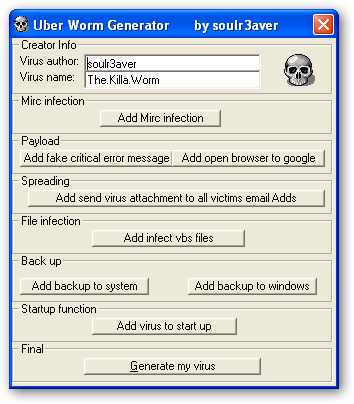 Uber Worm Generator by soulr3aver
Creator Info
Virus author: soulr3aver
Virus name: The.Killa.Worm
Mirc infection
Add Mirc infection
Payload
Add fake critical error message Add open browser to google
Spreading
Add send virus attachment to all victims email Adds
File infection
Add infect vbs files
Back up
Add backup to system Add backup to windows
Startup function
Add virus to start up
Final
Generate my virus